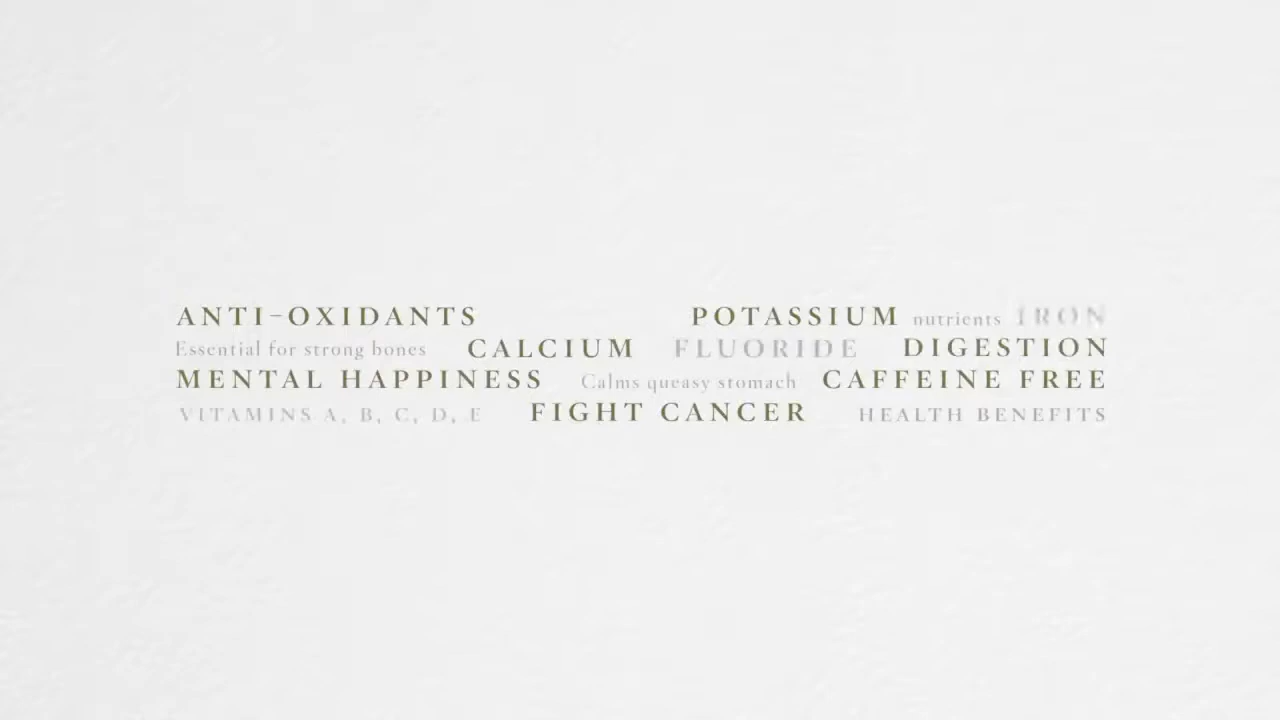 ANTI-OXIDANTS POTASSIUM nutrients IRON
Essential for strong bones CALCIUM FLUORIDE DIGESTION
MENTAL HAPPINESS Calms queasy stomach CAFFEINE FREE
VITAMINS A, B, C, D, E FIGHT CANCER HEALTH BENEFITS